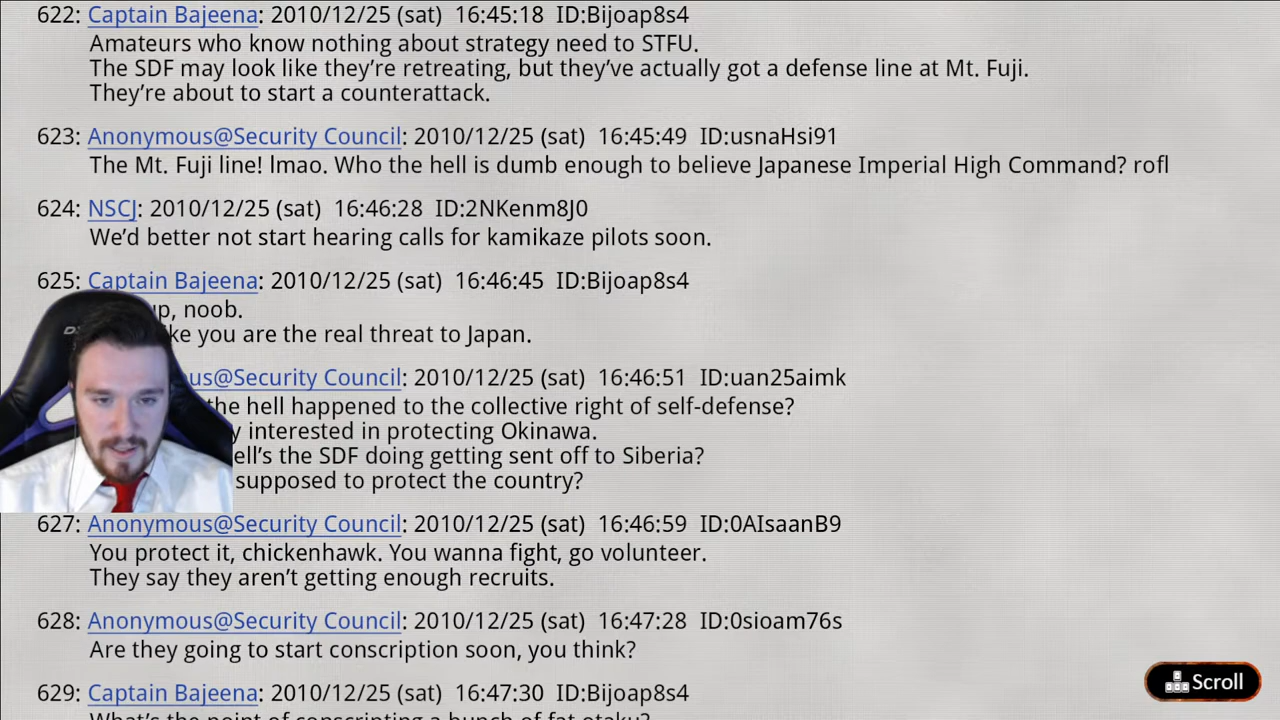 622: Captain Bajeena: 2010/12/25 (sat) 16:45:18 ID:Bijoap8s4
Amateurs who know nothing about strategy need to STFU.
The SDF may look like they're retreating, but they've actually got a defense line at Mt. Fuji.
They're about to start a counterattack.
623: Anonymous@Security Council: 2010/12/25 (sat) 16:45:49 ID:usnaHsi91
The Mt. Fuji line! lmao. Who the hell is dumb enough to believe Japanese Imperial High Command? rofl
624: NSCJ: 2010/12/25 (sat) 16:46:28 ID:2NKenm8J0
We'd better not start hearing calls for kamikaze pilots soon.
625: Captain Bajeena: 2010/12/25 (sat) 16:46:45 ID:Bijoap8s4
up, noob.
you are the real threat to Japan.
@Security Council: 2010/12/25 (sat) 16:46:51 ID:uan25aimk
the hell happened to the collective right of self-defense?
interested in protecting Okinawa.
the SDF doing getting sent off to Siberia?
supposed to protect the country?
627: Anonymous@Security Council: 2010/12/25 (sat) 16:46:59 ID:0AIsaanB9
You protect it, chickenhawk. You wanna fight, go volunteer.
They say they aren't getting enough recruits.
628: Anonymous@Security Council: 2010/12/25 (sat) 16:47:28 ID:0sioam76s
Are they going to start conscription soon, you think?
629: Captain Bajeena: 2010/12/25 (sat) 16:47:30 ID:Bijoap8s4
What's the point of conscripting a bunch of fat otaku?
Scroll